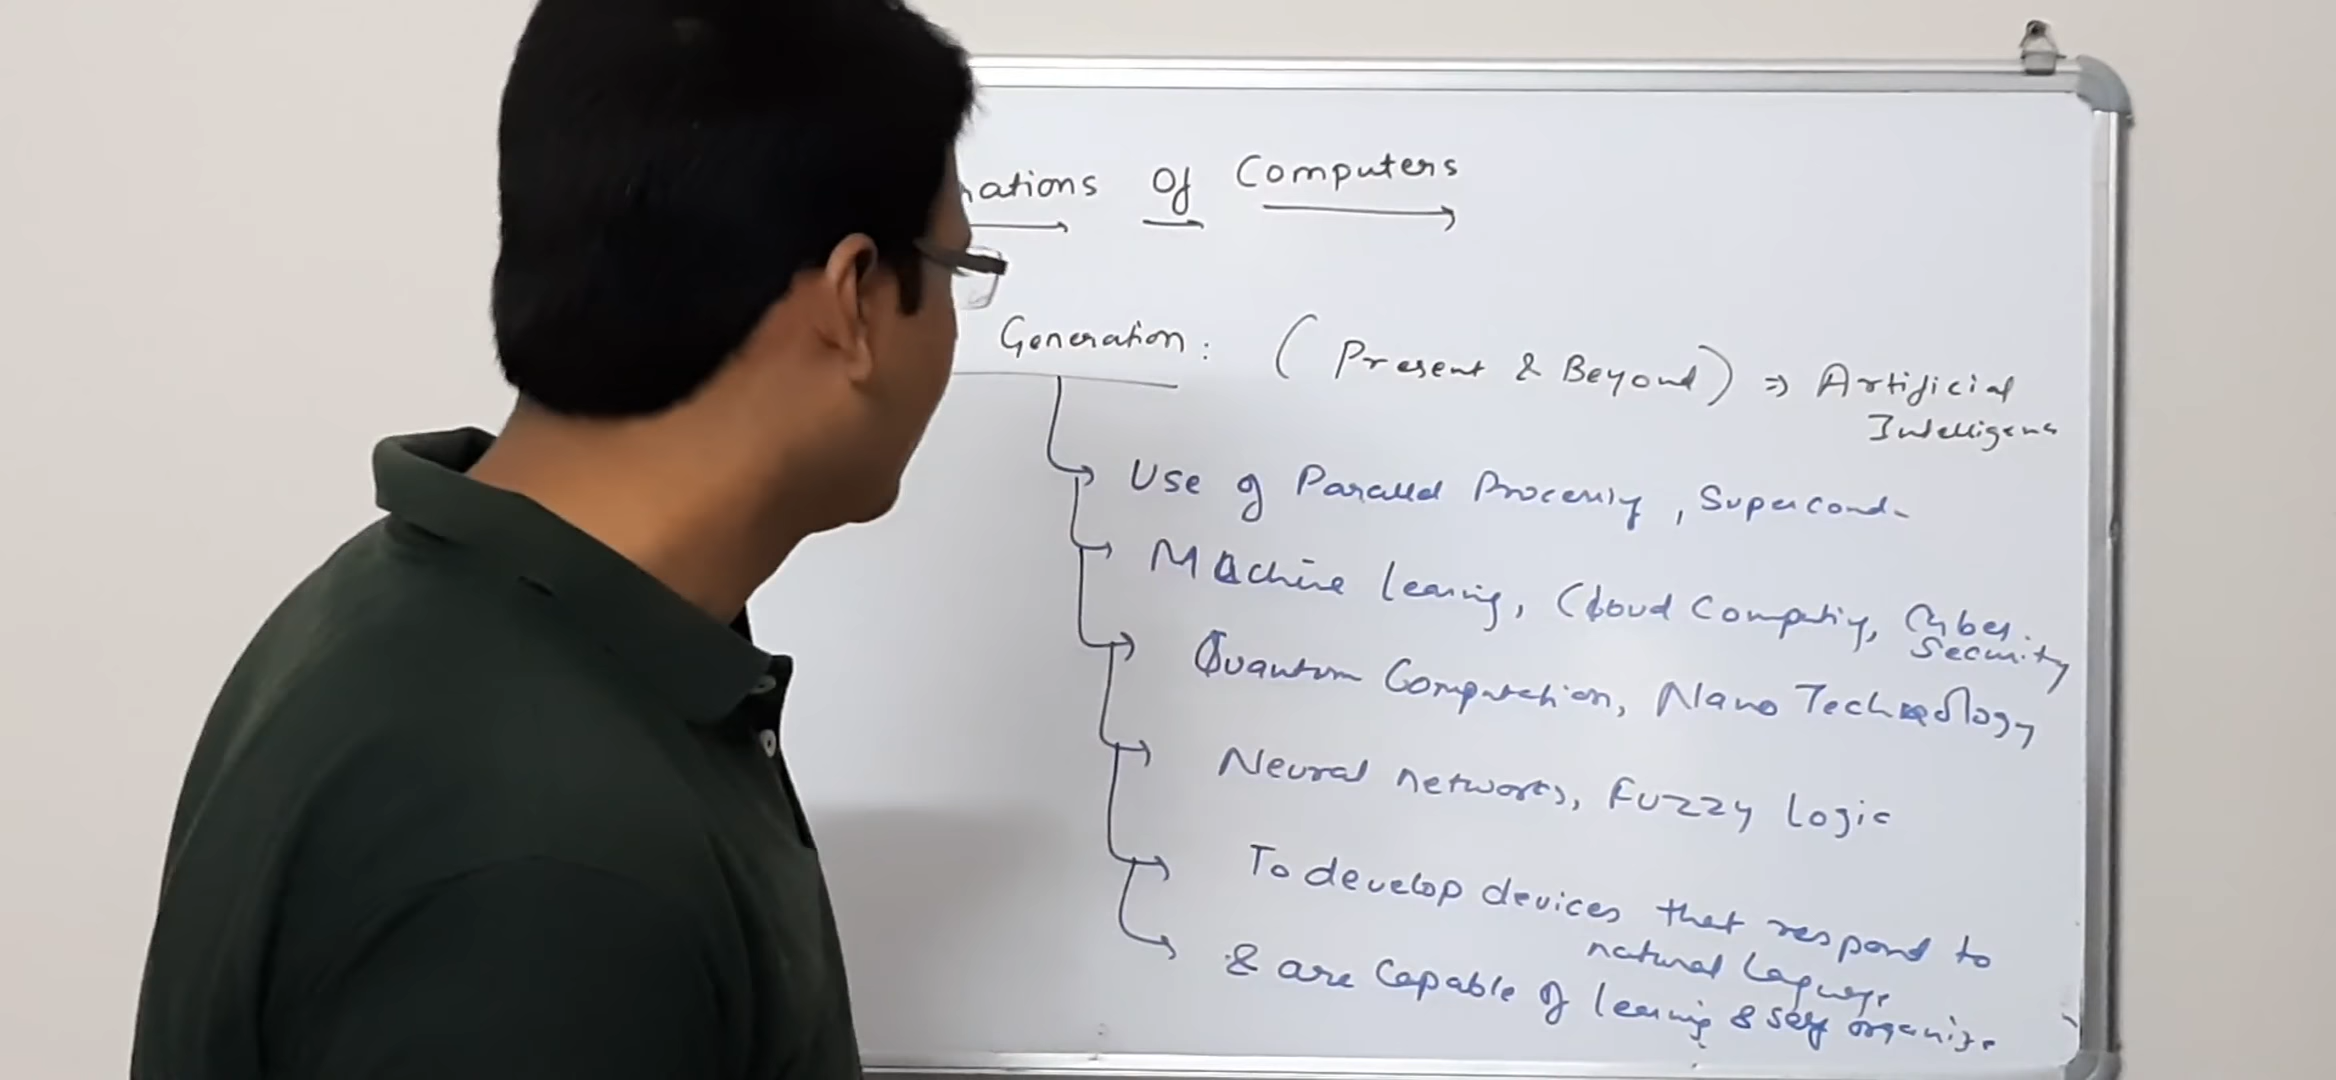 nations Of Computers
Generation: ( Present & Beyond) ⇒ Artificial
Intelligence
Use of Parallel Processing, Supercond-
Machine learning, Cloud Computing, Cyber
Security
Quantum Computation, Nano Technology
Neural networks, Fuzzy Logic
To develop devices that respond to
natural Laguage
& are Capable of learning & self organize